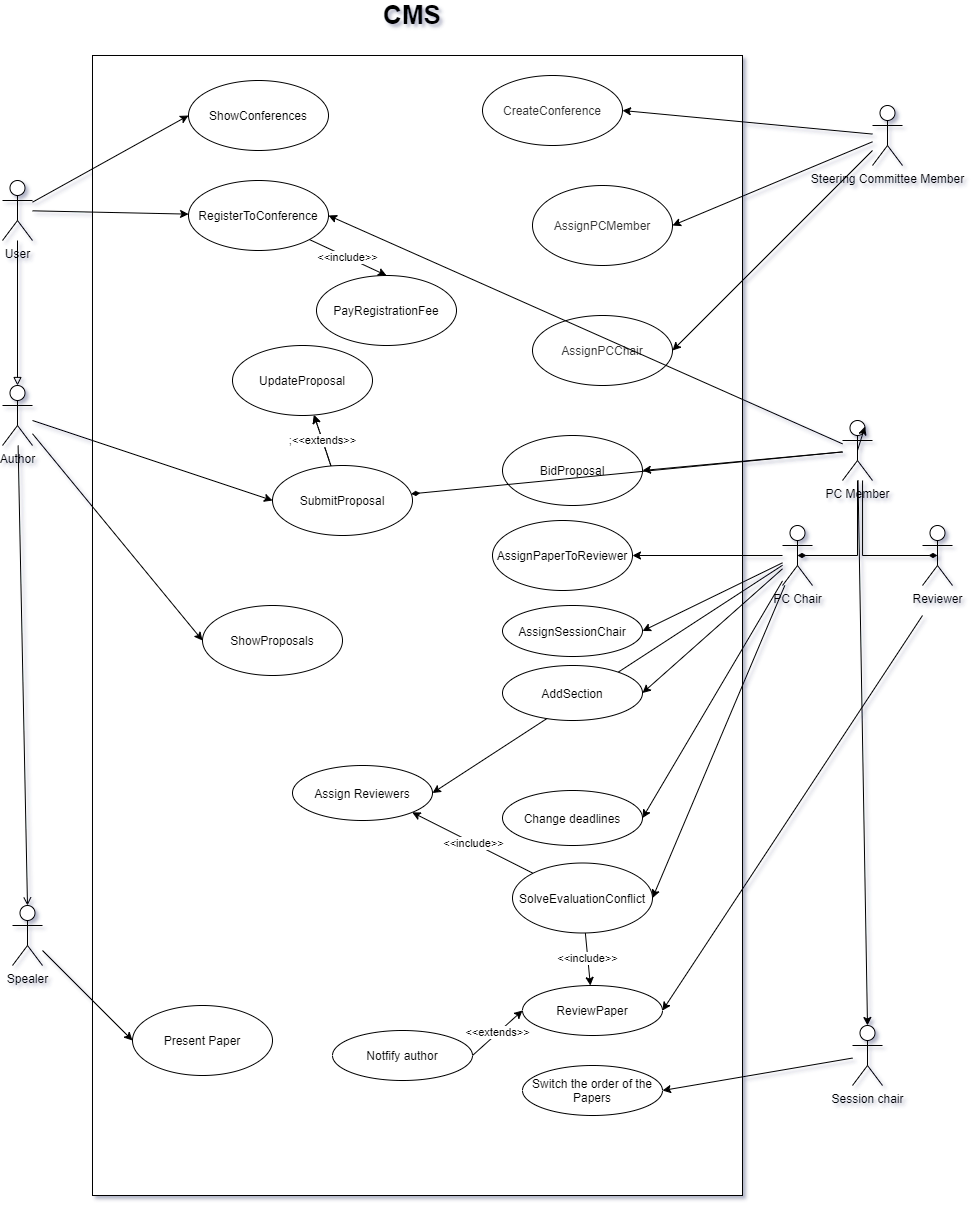 CMS
ShowConferences
CreateConference
Steering Committee Member
RegisterToConference
AssignPCMember
User
<<include>>
PayRegistrationFee
AssignPCChair
UpdateProposal
;<<extends>>
Author
BidProposal
PC Member
SubmitProposal
AssignPaperToReviewer
PC Chair
Reviewer
AssignSessionChair
ShowProposals
AddSection
Assign Reviewers
Change deadlines
<<include>>
SolveEvaluationConflict
<<include>>
Spealer
ReviewPaper
<<extends>>
Present Paper
Notfify author
Switch the order of the
Papers
Session chair